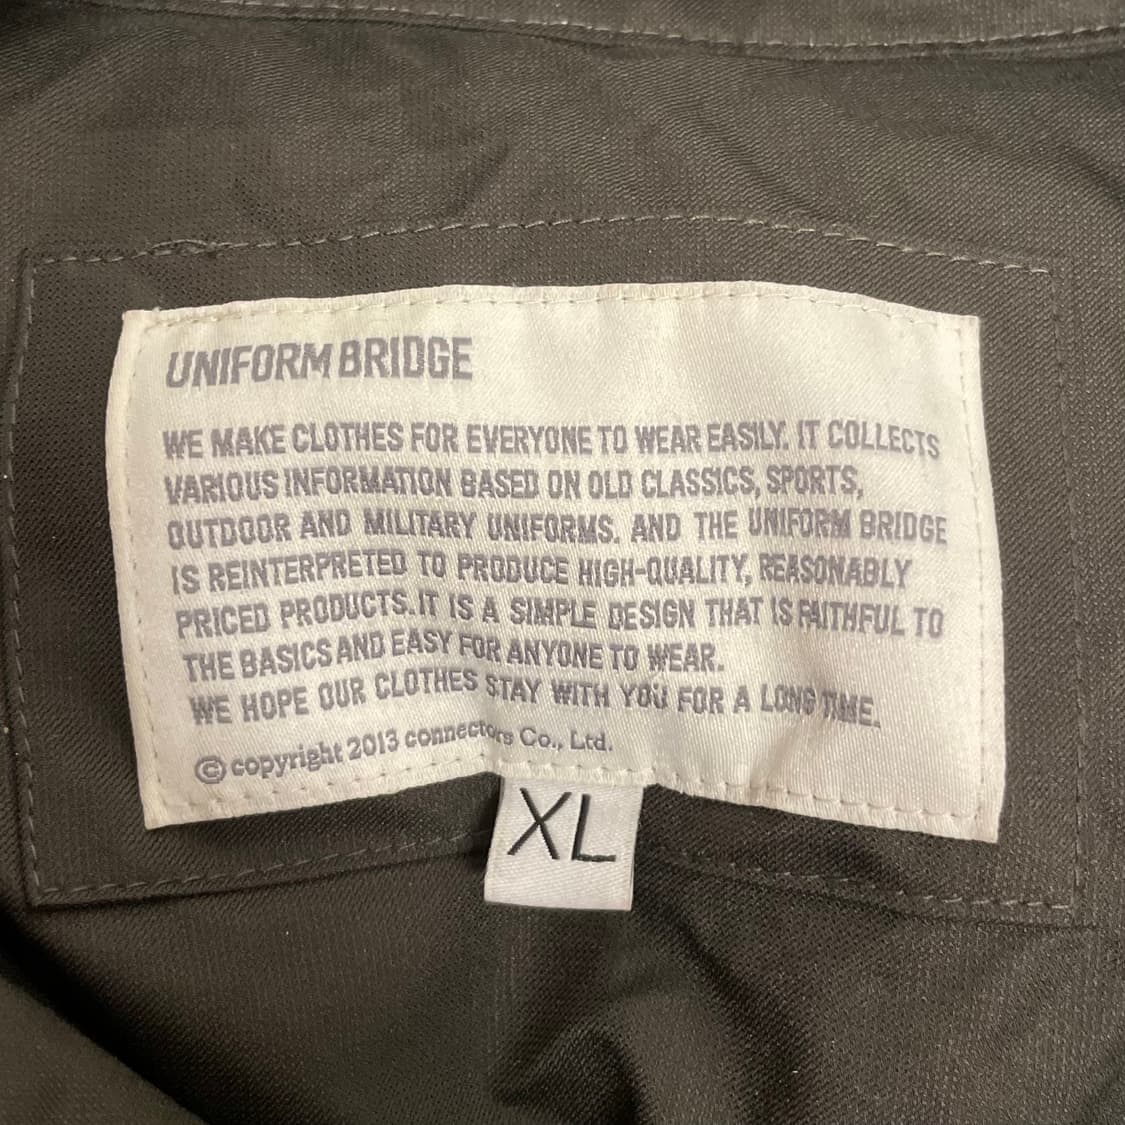 UNIFORM BRIDGE
WE MAKE CLOTHES FOR EVERYONE TO WEAR EASILY. IT COLLECTS
VARIOUS INFORMATION BASED ON OLD CLASSICS, SPORTS,
OUTDOOR AND MILITARY UNIFORMS. AND THE UNIFORM BRIDGE
IS REINTERPRETED TO PRODUCE HIGH-QUALITY, REASONABLY
PRICED PRODUCTS. IT IS A SIMPLE DESIGN THAT IS FAITHFUL TO
THE BASICS AND EASY FOR ANYONE TO WEAR.
WE HOPE OUR CLOTHES STAY WITH YOU FOR A LONG TIME.
© copyright 2013 connectors Co., Ltd.
XL